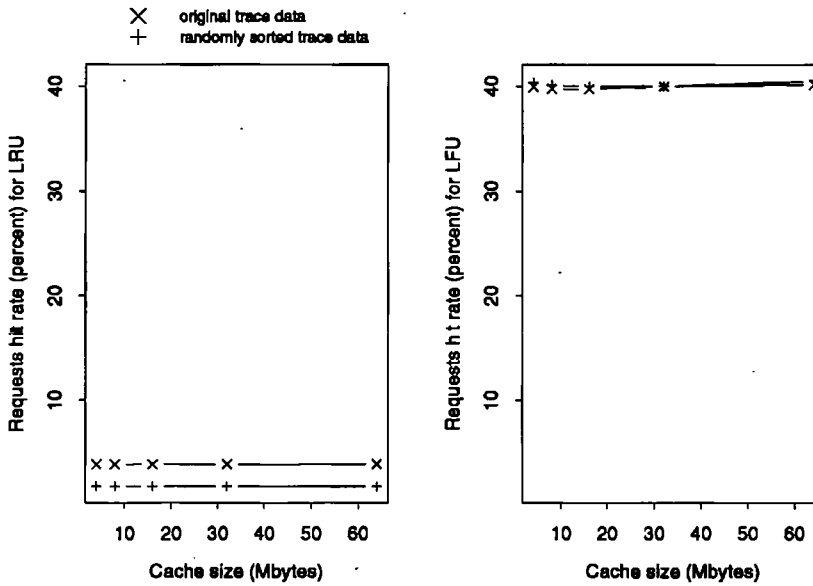 original trace data
randomly sorted trace data
Requests hit rate (percent) for LRU
40
30
20
10
10 20 30 40 50 60
Cache size (Mbytes)
Requests h t rate (percent) for LFU
40
30
20
10
10 20 30 40 50 60
Cache size (Mbytes)